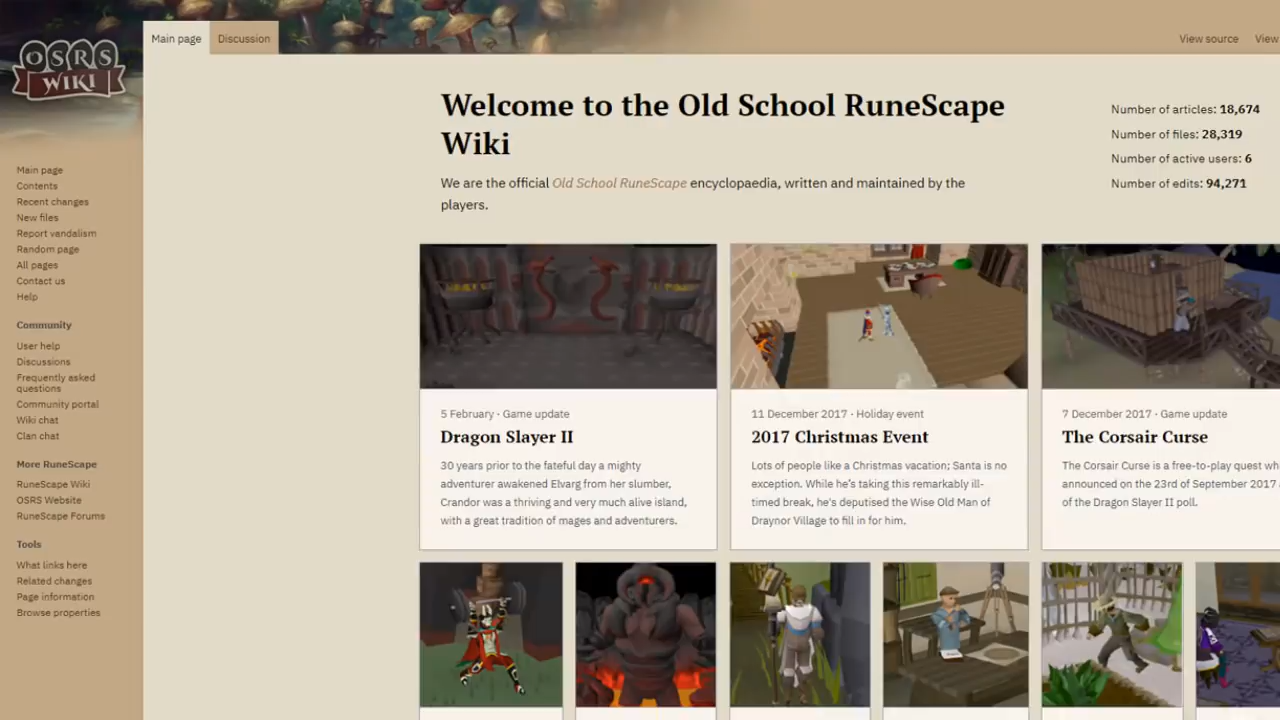 OSRS
WIKI
Main page
Discussion
View source
View
Welcome to the Old School RuneScape
Wiki
We are the official Old School RuneScape encyclopaedia, written and maintained by the
players.
Number of articles: 18,674
Number of files: 28,319
Number of active users: 6
Number of edits: 94,271
Main page
Contents
Recent changes
New files
Report vandalism
Random page
All pages
Contact us
Help
Community
User help
Discussions
Frequently asked
questions
Community portal
Wiki chat
Clan chat
More RuneScape
RuneScape Wiki
OSRS Website
RuneScape Forums
Tools
What links here
Related changes
Page information
Browse properties
5 February · Game update
Dragon Slayer II
30 years prior to the fateful day a mighty
adventurer awakened Elvarg from her slumber,
Crandor was a thriving and very much alive island,
with a great tradition of mages and adventurers.
11 December 2017 · Holiday event
2017 Christmas Event
Lots of people like a Christmas vacation; Santa is no
exception. While he's taking this remarkably ill-
timed break, he's deputised the Wise Old Man of
Draynor Village to fill in for him.
7 December 2017 · Game update
The Corsair Curse
The Corsair Curse is a free-to-play quest wh
announced on the 23rd of September 2017
of the Dragon Slayer II poll.